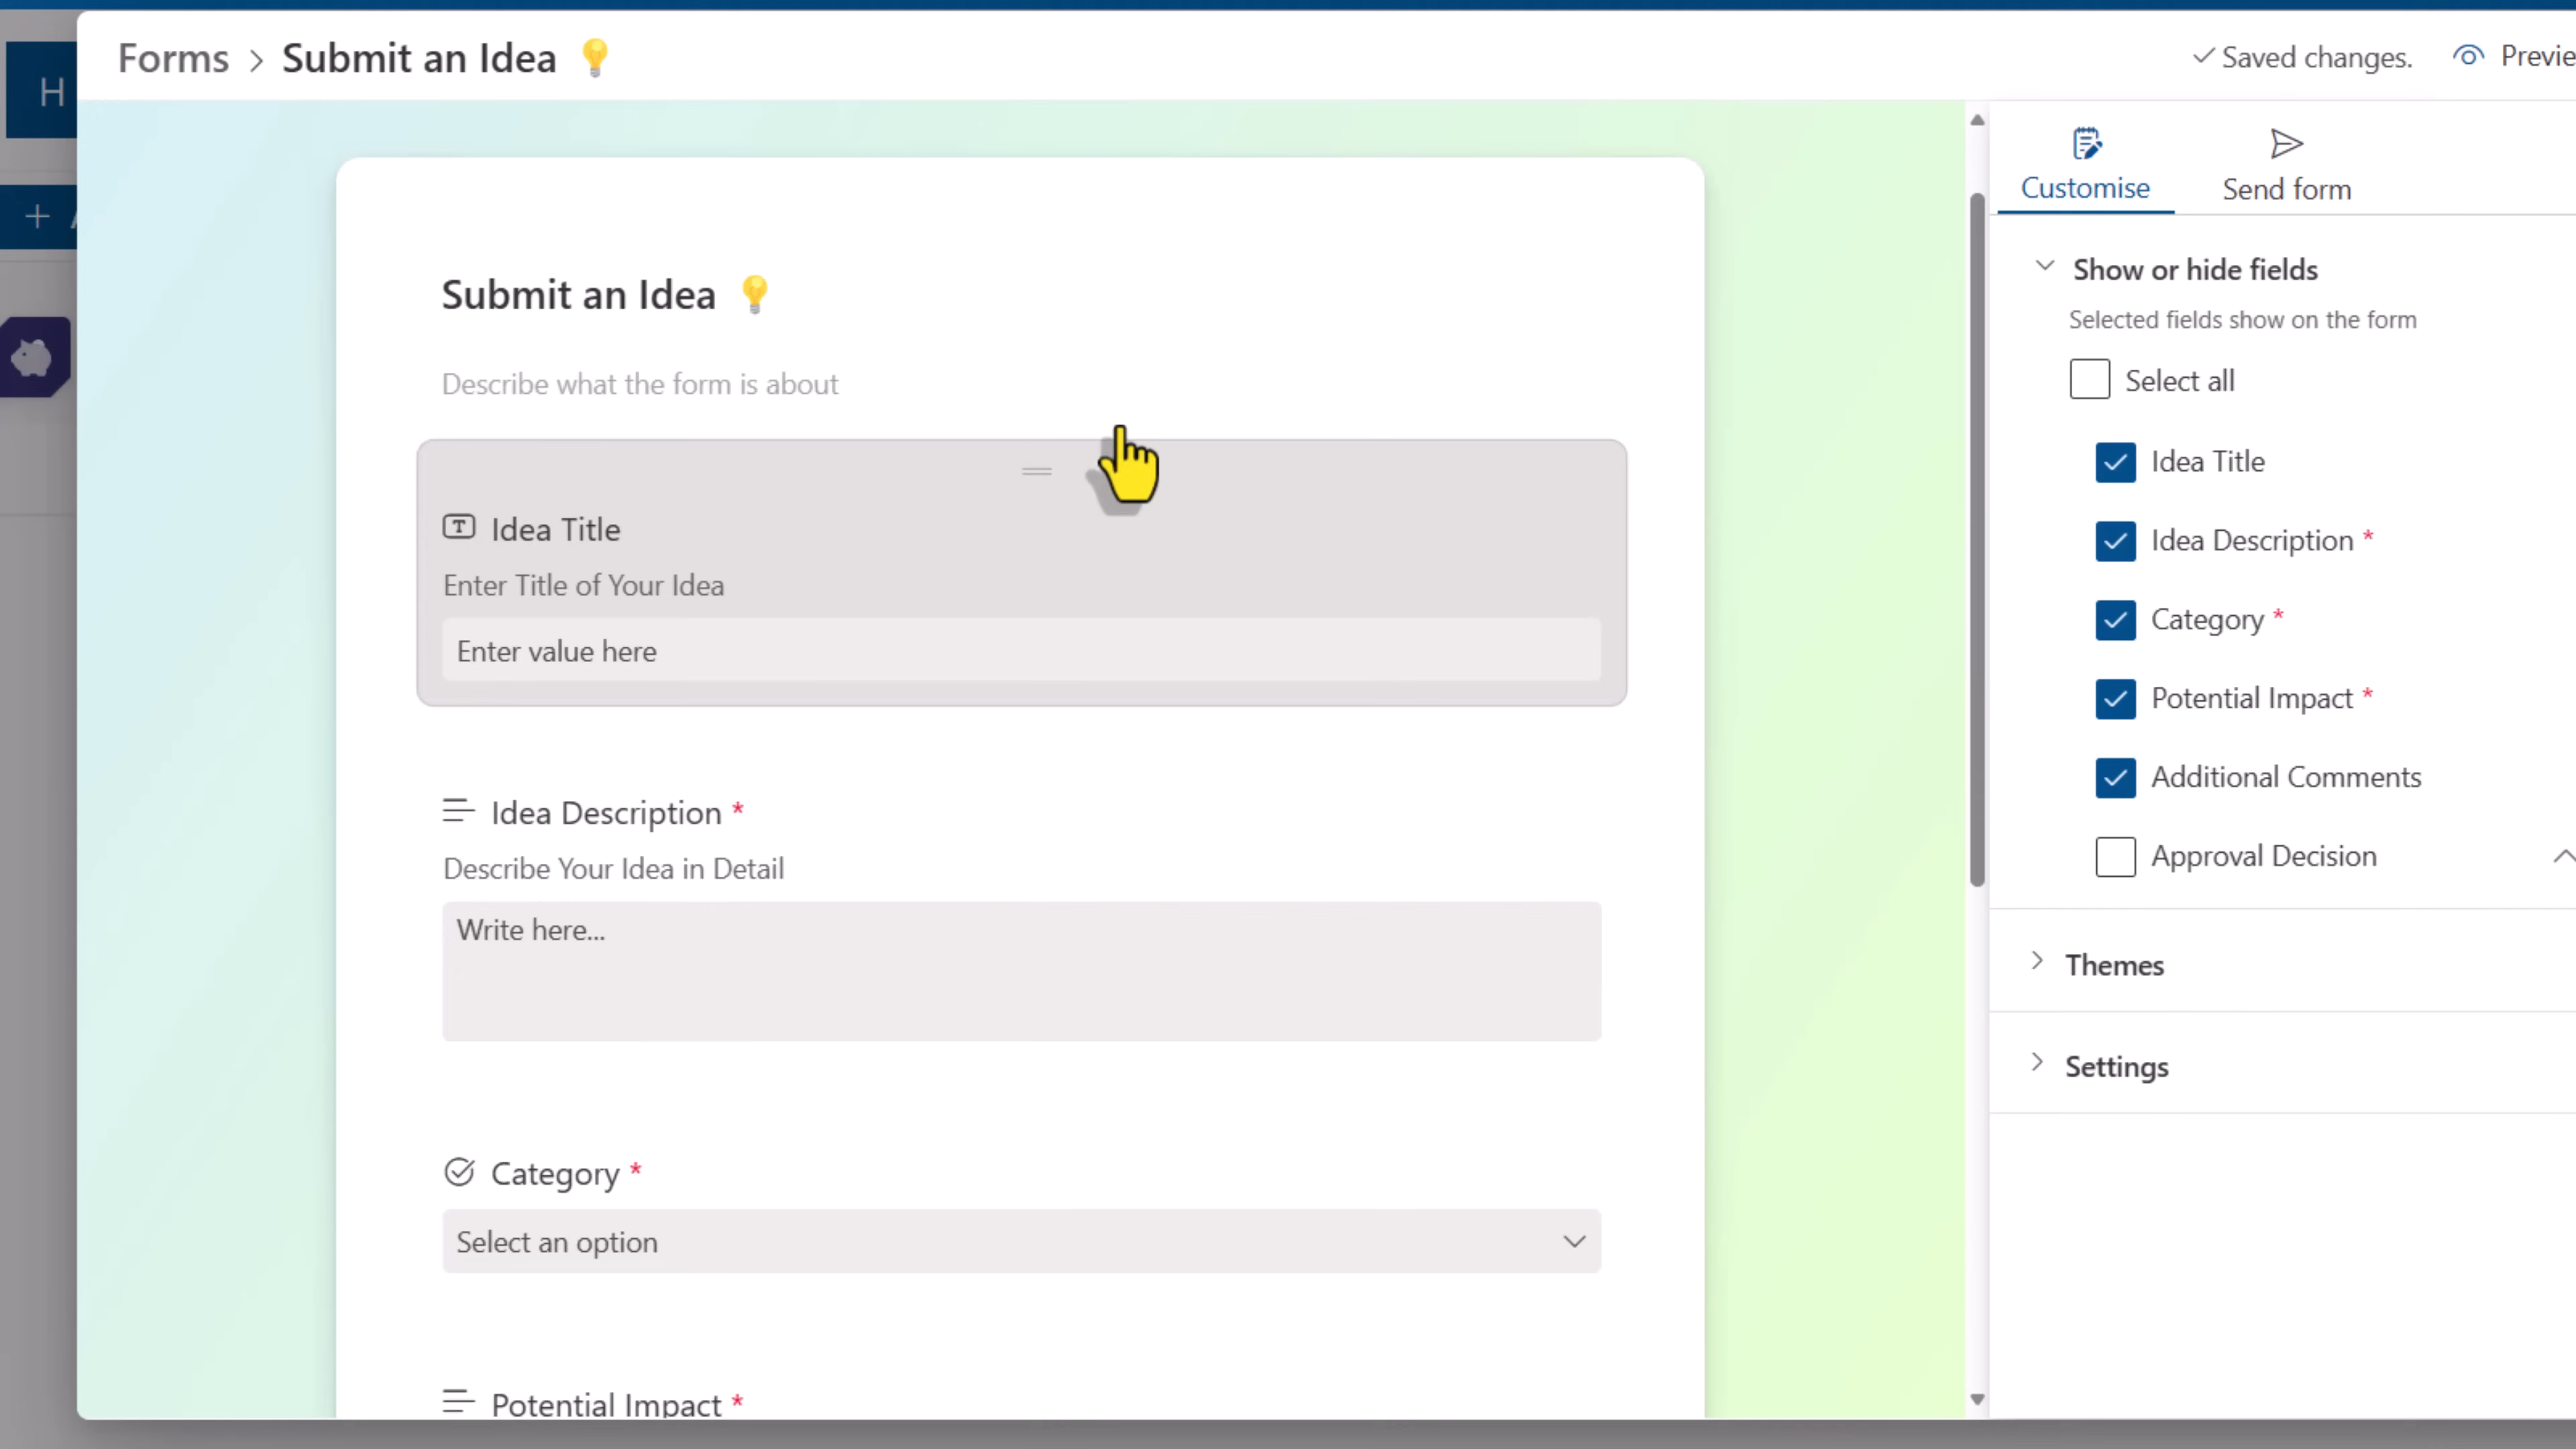 Forms > Submit an Idea 💡
Saved changes.
H
Customise
Send form
Show or hide fields
Selected fields show on the form
Select all
Idea Title
Idea Description *
Category *
Potential Impact *
Additional Comments
Approval Decision
Themes
Settings
Submit an Idea 💡
Describe what the form is about
Idea Title
Enter Title of Your Idea
Enter value here
Idea Description *
Describe Your Idea in Detail
Write here...
Category *
Select an option
Potential Impact *